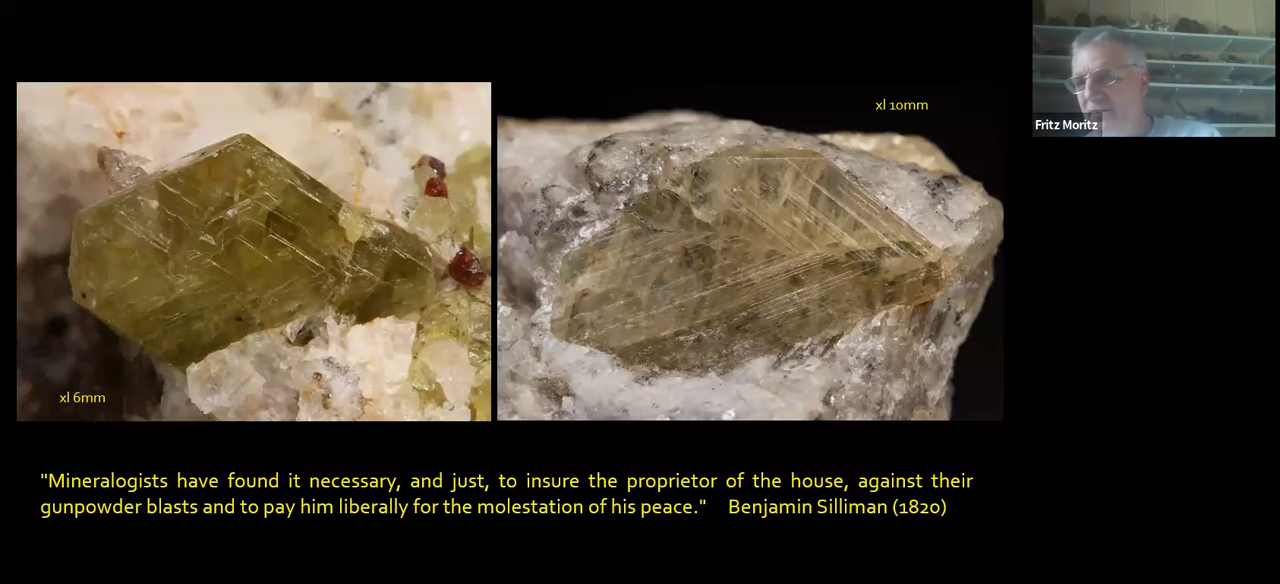 xl 10mm
Fritz Moritz
xl 6mm
"Mineralogists have found it necessary, and just, to insure the proprietor of the house, against their
gunpowder blasts and to pay him liberally for the molestation of his peace." Benjamin Silliman (1820)